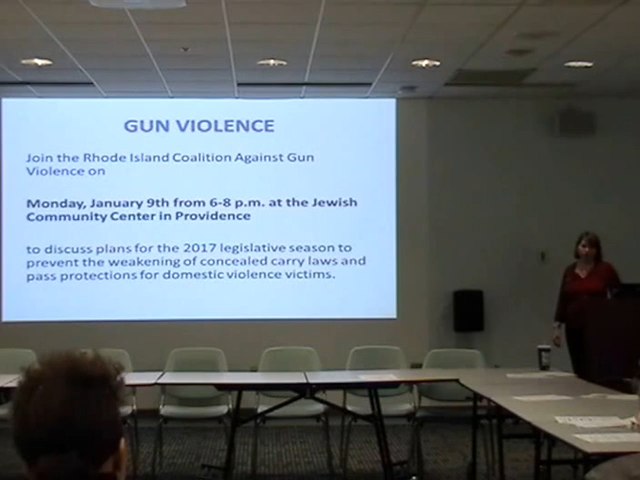 GUN VIOLENCE
Join the Rhode Island Coalition Against Gun
Violence on
Monday, January 9th from 6-8 p.m. at the Jewish
Community Center in Providence
to discuss plans for the 2017 legislative season to
prevent the weakening of concealed carry laws and
pass protections for domestic violence victims.